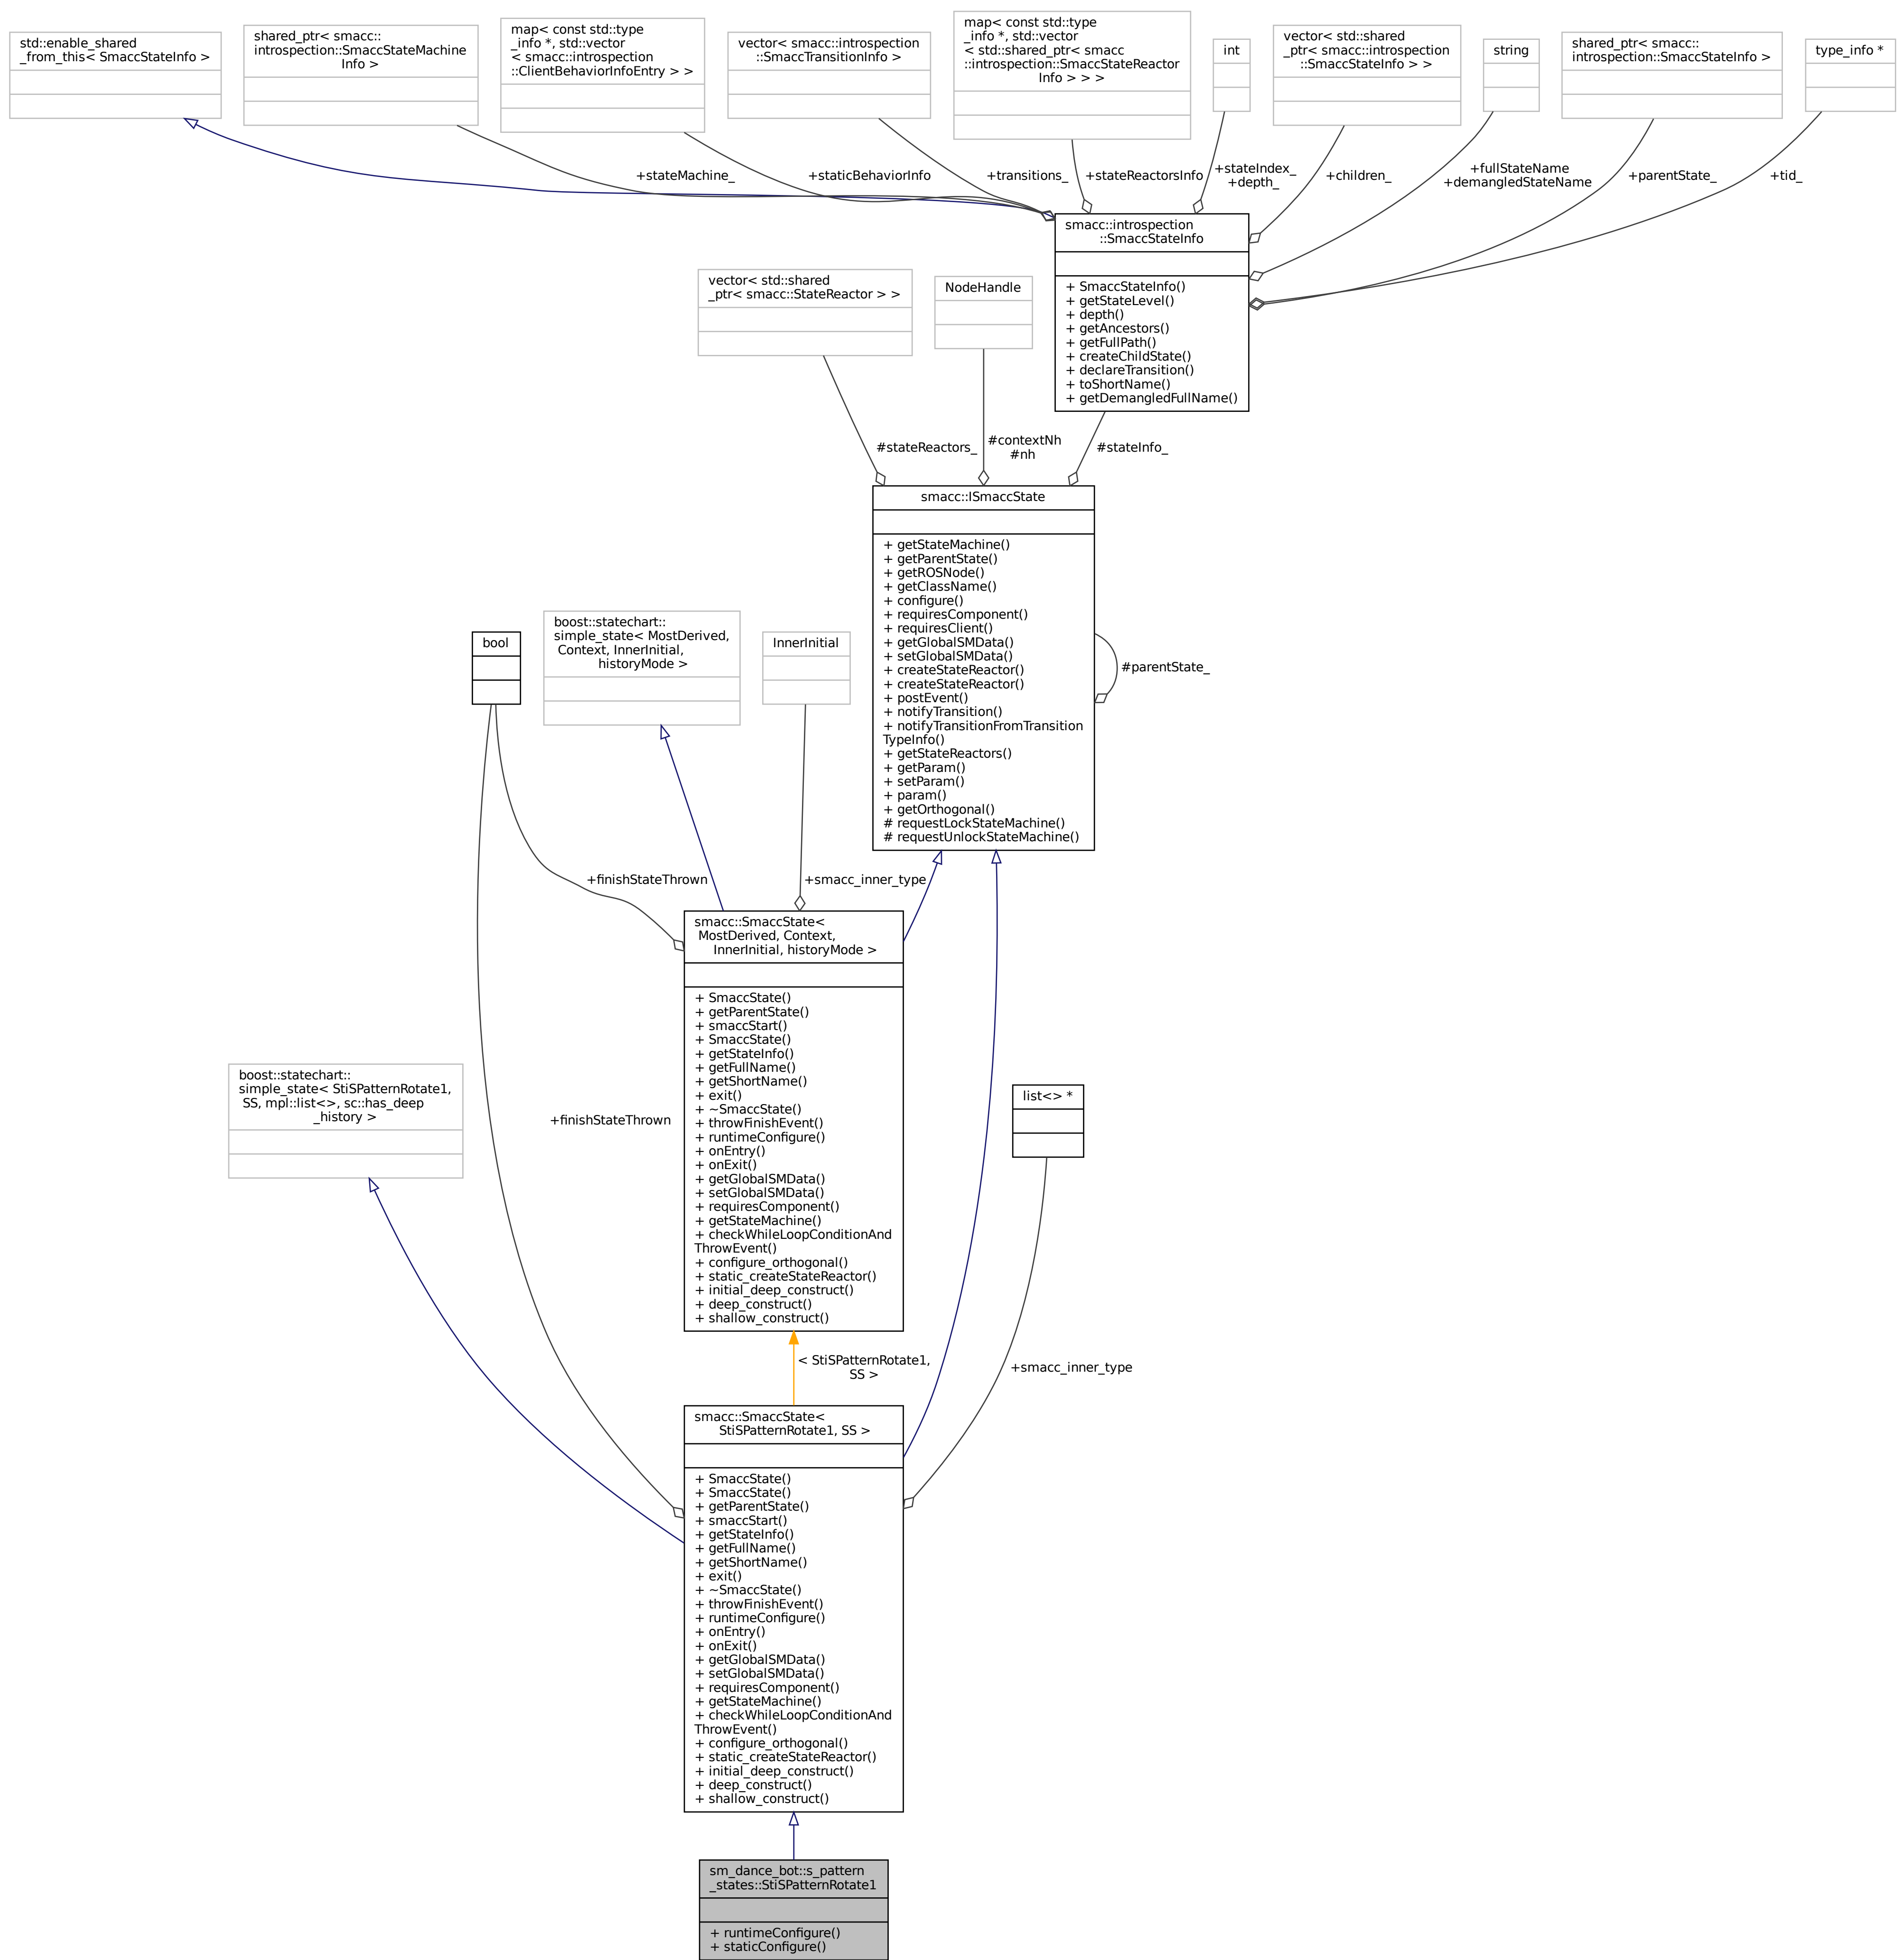 std::enable_shared
_from_this< SmaccStateInfo >
shared_ptr< smacc::
introspection::SmaccStateMachine
Info >
map< const std::type
_info *, std::vector
< smacc::introspection
::ClientBehaviorInfoEntry > >
vector< smacc::introspection
::SmaccTransitionInfo >
map< const std::type
_info *, std::vector
< std::shared_ptr< smacc
::introspection::SmaccStateReactor
Info > > >
int
vector< std::shared
_ptr< smacc::introspection
::SmaccStateInfo > >
string
shared_ptr< smacc::
introspection::SmaccStateInfo >
type_info *
+stateMachine_
+staticBehaviorInfo
+transitions_
+stateReactorsInfo
+stateIndex_
+depth_
+children_
+fullStateName
+demangledStateName
+parentState_
+tid_
smacc::introspection
::SmaccStateInfo
+ SmaccStateInfo()
+ getStateLevel()
+ depth()
+ getAncestors()
+ getFullPath()
+ createChildState()
+ declareTransition()
+ toShortName()
+ getDemangledFullName()
vector< std::shared
_ptr< smacc::StateReactor > >
NodeHandle
#stateReactors_
#contextNh
#nh
#stateInfo_
smacc::ISmaccState
+ getStateMachine()
+ getParentState()
+ getROSNode()
+ getClassName()
+ configure()
+ requiresComponent()
+ requiresClient()
+ getGlobalSMData()
+ setGlobalSMData()
+ createStateReactor()
+ createStateReactor()
+ postEvent()
+ notifyTransition()
+ notifyTransitionFromTransition
TypeInfo()
+ getStateReactors()
+ getParam()
+ setParam()
+ param()
+ getOrthogonal()
# requestLockStateMachine()
# requestUnlockStateMachine()
#parentState_
bool
boost::statechart::
simple_state< MostDerived,
Context, InnerInitial,
historyMode >
InnerInitial
+finishStateThrown
+smacc_inner_type
smacc::SmaccState<
MostDerived, Context,
InnerInitial, historyMode >
+ SmaccState()
+ getParentState()
+ smaccStart()
+ SmaccState()
+ getStateInfo()
+ getFullName()
+ getShortName()
+ exit()
+ ~SmaccState()
+ throwFinishEvent()
+ runtimeConfigure()
+ onEntry()
+ onExit()
+ getGlobalSMData()
+ setGlobalSMData()
+ requiresComponent()
+ getStateMachine()
+ checkWhileLoopConditionAnd
ThrowEvent()
+ configure_orthogonal()
+ static_createStateReactor()
+ initial_deep_construct()
+ deep_construct()
+ shallow_construct()
boost::statechart::
simple_state< StiSPatternRotate1,
SS, mpl::list<>, sc::has_deep
_history >
+finishStateThrown
list<> *
< StiSPatternRotate1,
SS >
+smacc_inner_type
smacc::SmaccState<
StiSPatternRotate1, SS >
+ SmaccState()
+ SmaccState()
+ getParentState()
+ smaccStart()
+ getStateInfo()
+ getFullName()
+ getShortName()
+ exit()
+ ~SmaccState()
+ throwFinishEvent()
+ runtimeConfigure()
+ onEntry()
+ onExit()
+ getGlobalSMData()
+ setGlobalSMData()
+ requiresComponent()
+ getStateMachine()
+ checkWhileLoopConditionAnd
ThrowEvent()
+ configure_orthogonal()
+ static_createStateReactor()
+ initial_deep_construct()
+ deep_construct()
+ shallow_construct()
sm_dance_bot::s_pattern
_states::StiSPatternRotate1
+ runtimeConfigure()
+ staticConfigure()